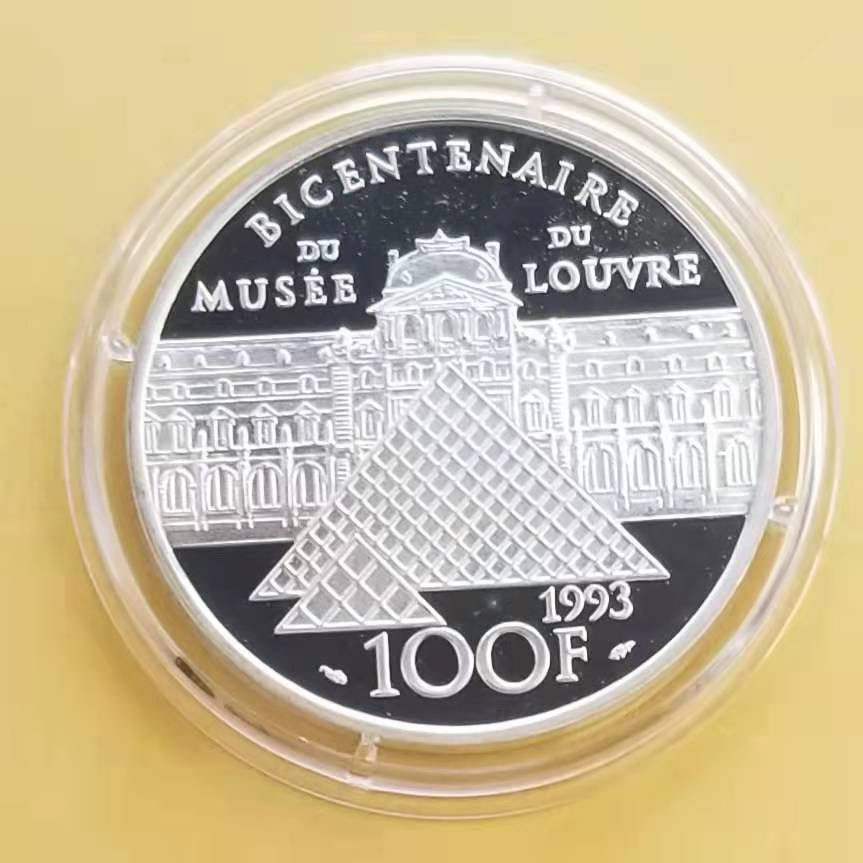 BICENTENAIRE
DU MUSÉE
DU LOUVRE
1993
100F